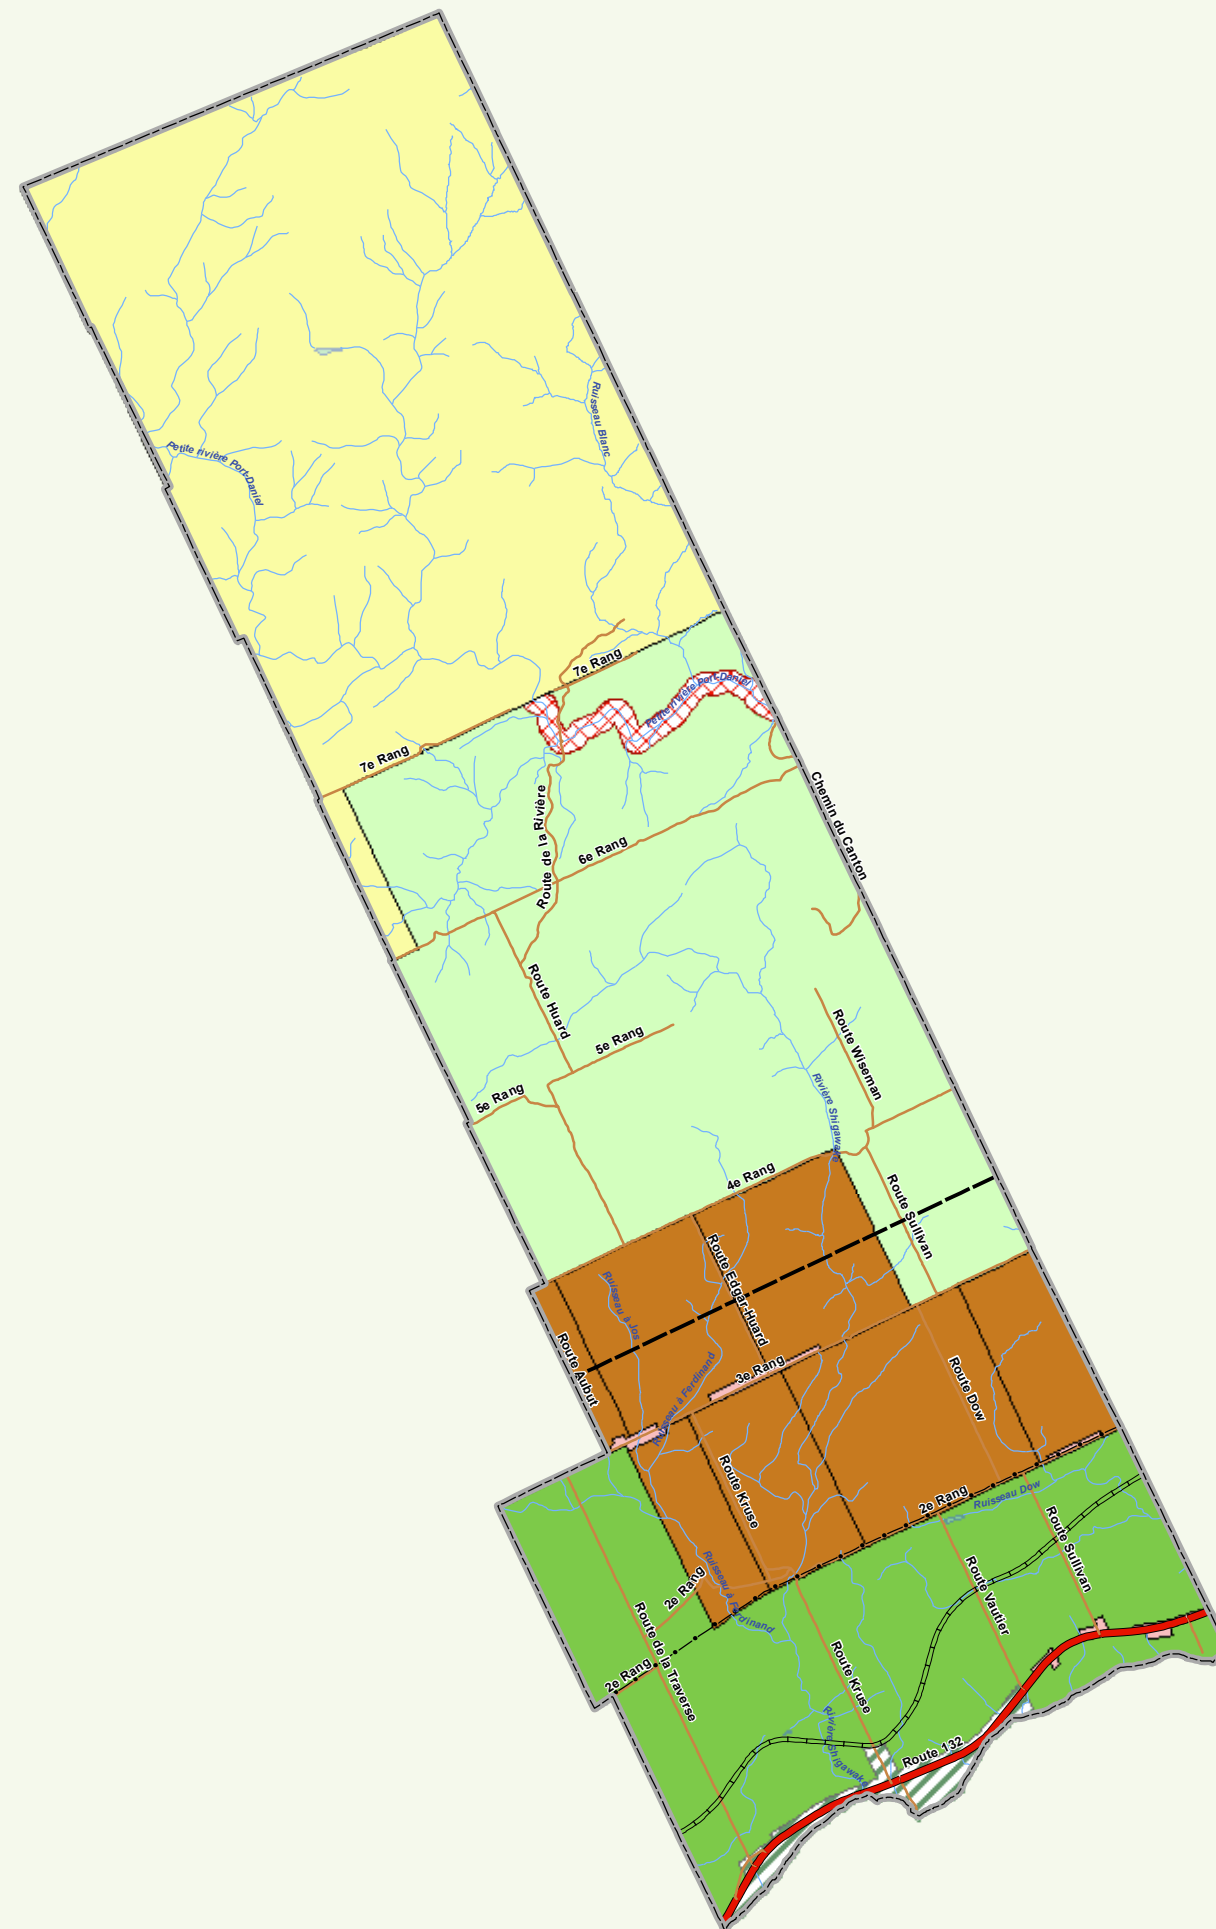 Ruisseau Blanc
Petite rivière Port-Daniel
7e Rang
Petite rivière Port-Daniel
7e Rang
Chemin du Canton
Route de la Rivière
6e Rang
Route Huard
Route Wiseman
5e Rang
Rivière Shigawake
5e Rang
4e Rang
Route Sullivan
Route Edgar-Huard
Ruisseau à Jos
Route Aubut
Ruisseau à Ferdinand
3e Rang
Route Dow
Route Kruse
2e Rang
Ruisseau Dow
Route Sullivan
Ruisseau à Ferdinand
Route Vautier
2e Rang
Route de la Traverse
Route Kruse
2e Rang
Rivière Shigawake
Route 132